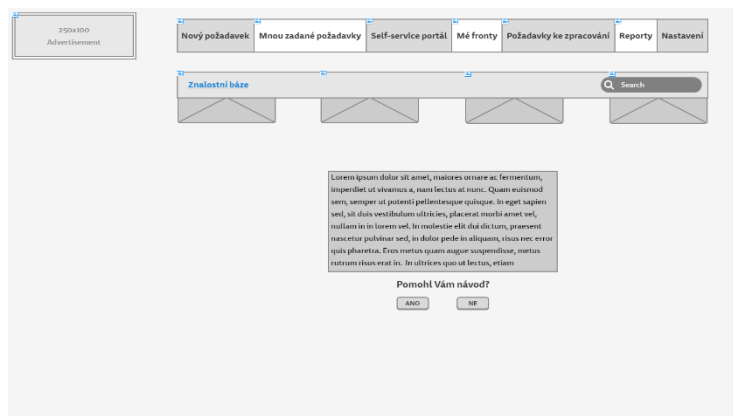 250x100
Advertisement
Nový požadavek Mnou zadané požadavky Self-service portál Mé fronty Požadavky ke zpracování Reporty Nastavení
Znalostní báze Search
Lorem ipsum dolor sit amet, maiores ornare ac fermentum,
imperdiet ut vivamus a, nam lectus at nunc. Quam euismod
sem, semper ut potenti pellentesque quisque. In eget sapien
sed, sit duis vestibulum ultricies, placerat morbi amet vel,
nullam in in lorem vel. In molestie elit dui dictum, praesent
nascetur pulvinar sed, in dolor pede in aliquam, risus nec error
quis pharetra. Eros metus quam augue suspendisse, metus
rutrum risus erat in. In ultrices quo ut lectus, etiam
Pomohl Vám návod?
ANO NE